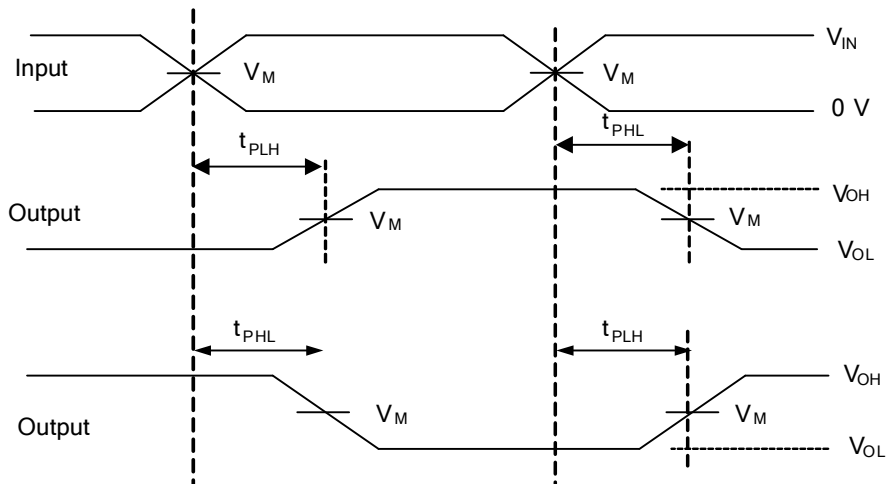 V_IN
Input
V_M
V_M
0 V
t_PLH
t_PHL
V_OH
Output
V_M
V_M
V_OL
t_PHL
t_PLH
V_OH
V_M
V_M
Output
V_OL